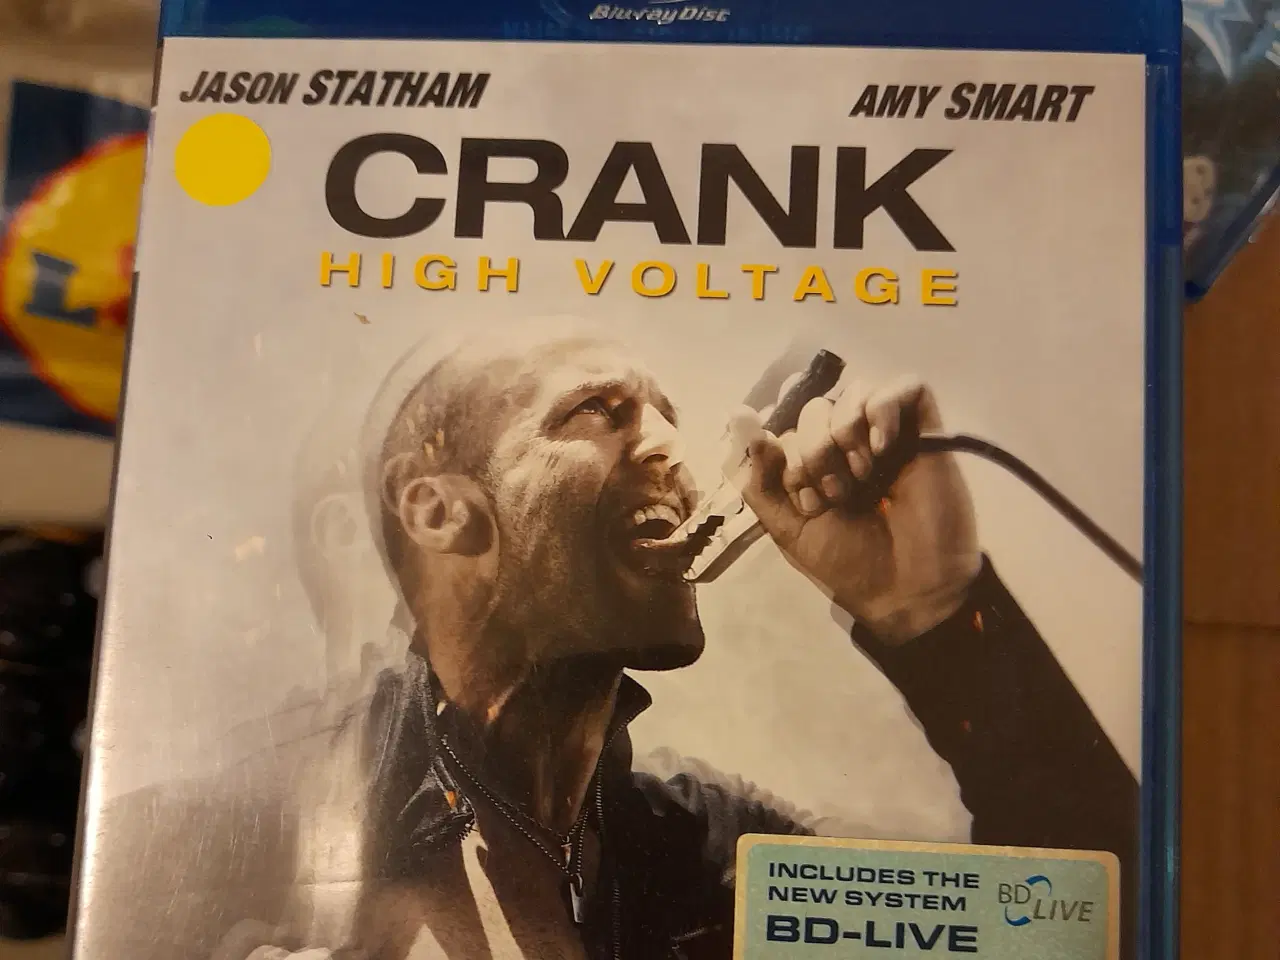 Blu-ray Disc
JASON STATHAM
AMY SMART
CRANK
HIGH VOLTAGE
INCLUDES THE
NEW SYSTEM
BD-LIVE
BD LIVE
L